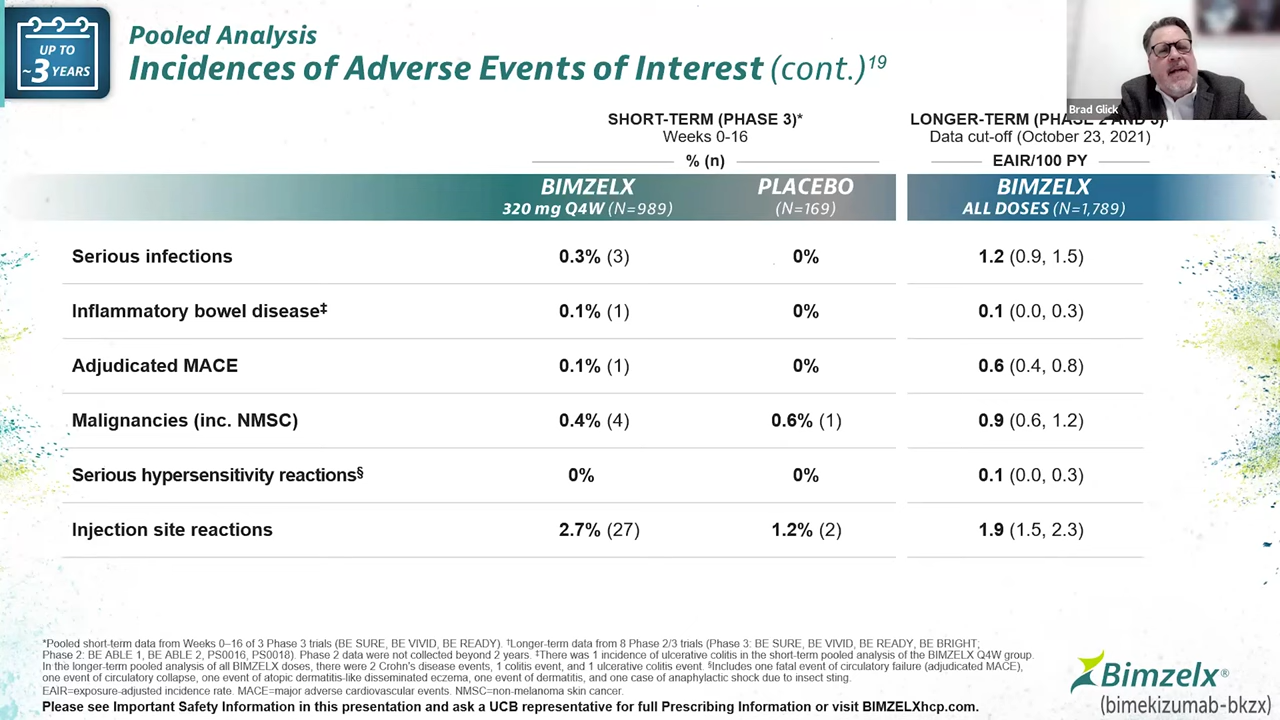 UP TO
~3 YEARS
Pooled Analysis
Incidences of Adverse Events of Interest (cont.)19
Brad Glick
SHORT-TERM (PHASE 3)*
Weeks 0-16
% (n)
LONGER-TERM (PHASE 2 AND 3)†
Data cut-off (October 23, 2021)
EAIR/100 PY
BIMZELX
320 mg Q4W (N=989)
PLACEBO
(N=169)
BIMZELX
ALL DOSES (N=1,789)
Serious infections 0.3% (3) 0% 1.2 (0.9, 1.5)
Inflammatory bowel disease‡ 0.1% (1) 0% 0.1 (0.0, 0.3)
Adjudicated MACE 0.1% (1) 0% 0.6 (0.4, 0.8)
Malignancies (inc. NMSC) 0.4% (4) 0.6% (1) 0.9 (0.6, 1.2)
Serious hypersensitivity reactions§ 0% 0% 0.1 (0.0, 0.3)
Injection site reactions 2.7% (27) 1.2% (2) 1.9 (1.5, 2.3)
*Pooled short-term data from Weeks 0–16 of 3 Phase 3 trials (BE SURE, BE VIVID, BE READY). †Longer-term data from 8 Phase 2/3 trials (Phase 3: BE SURE, BE VIVID, BE READY, BE BRIGHT;
Phase 2: BE ABLE 1, BE ABLE 2, PS0016, PS0018). Phase 2 data were not collected beyond 2 years. ‡There was 1 incidence of ulcerative colitis in the short-term pooled analysis of the BIMZELX Q4W group.
In the longer-term pooled analysis of all BIMZELX doses, there were 2 Crohn's disease events, 1 colitis event, and 1 ulcerative colitis event. §Includes one fatal event of circulatory failure (adjudicated MACE),
one event of circulatory collapse, one event of atopic dermatitis-like disseminated eczema, one event of dermatitis, and one case of anaphylactic shock due to insect sting.
EAIR=exposure-adjusted incidence rate. MACE=major adverse cardiovascular events. NMSC=non-melanoma skin cancer.
Please see Important Safety Information in this presentation and ask a UCB representative for full Prescribing Information or visit BIMZELXhcp.com.
Bimzelx®
(bimekizumab-bkzx)